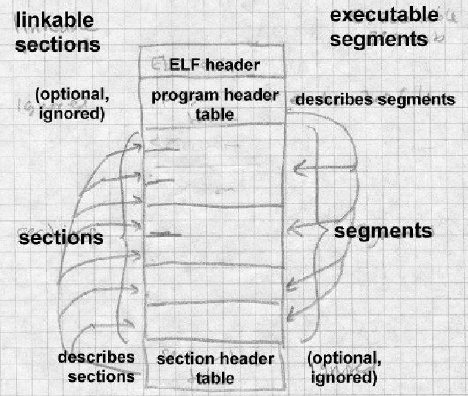 linkable
sections
executable
segments
ELF header
(optional,
ignored)
program header
table
describes segments
sections
segments
describes
sections
section header
table
(optional,
ignored)